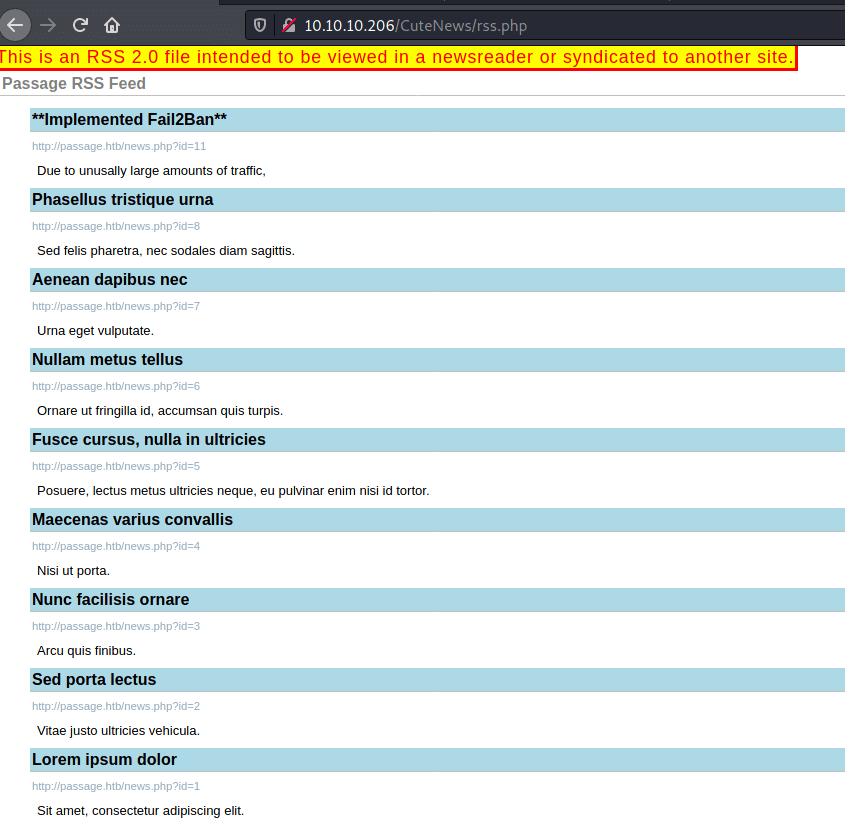 10.10.10.206/CuteNews/rss.php
This is an RSS 2.0 file intended to be viewed in a newsreader or syndicated to another site.
Passage RSS Feed
**Implemented Fail2Ban**
http://passage.htb/news.php?id=11
Due to unusally large amounts of traffic,
Phasellus tristique urna
http://passage.htb/news.php?id=8
Sed felis pharetra, nec sodales diam sagittis.
Aenean dapibus nec
http://passage.htb/news.php?id=7
Urna eget vulputate.
Nullam metus tellus
http://passage.htb/news.php?id=6
Ornare ut fringilla id, accumsan quis turpis.
Fusce cursus, nulla in ultricies
http://passage.htb/news.php?id=5
Posuere, lectus metus ultricies neque, eu pulvinar enim nisi id tortor.
Maecenas varius convallis
http://passage.htb/news.php?id=4
Nisi ut porta.
Nunc facilisis ornare
http://passage.htb/news.php?id=3
Arcu quis finibus.
Sed porta lectus
http://passage.htb/news.php?id=2
Vitae justo ultricies vehicula.
Lorem ipsum dolor
http://passage.htb/news.php?id=1
Sit amet, consectetur adipiscing elit.